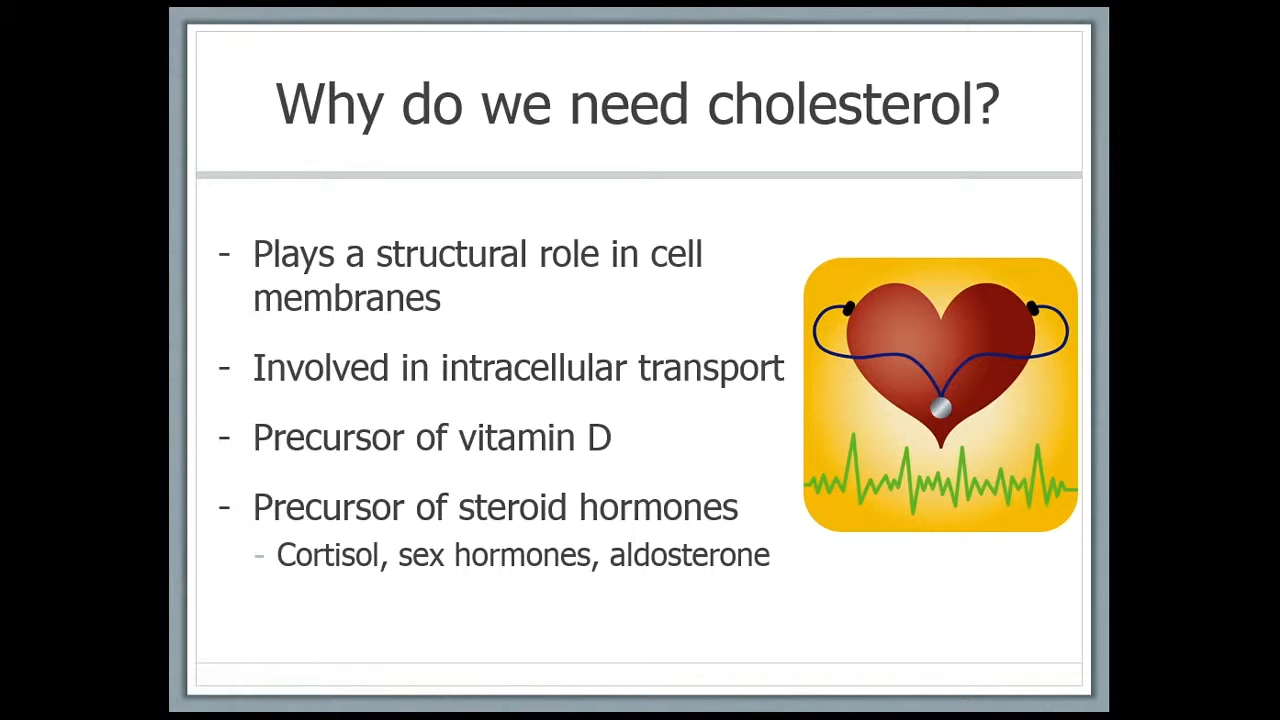 Why do we need cholesterol?
- Plays a structural role in cell
membranes
- Involved in intracellular transport
- Precursor of vitamin D
- Precursor of steroid hormones
- Cortisol, sex hormones, aldosterone